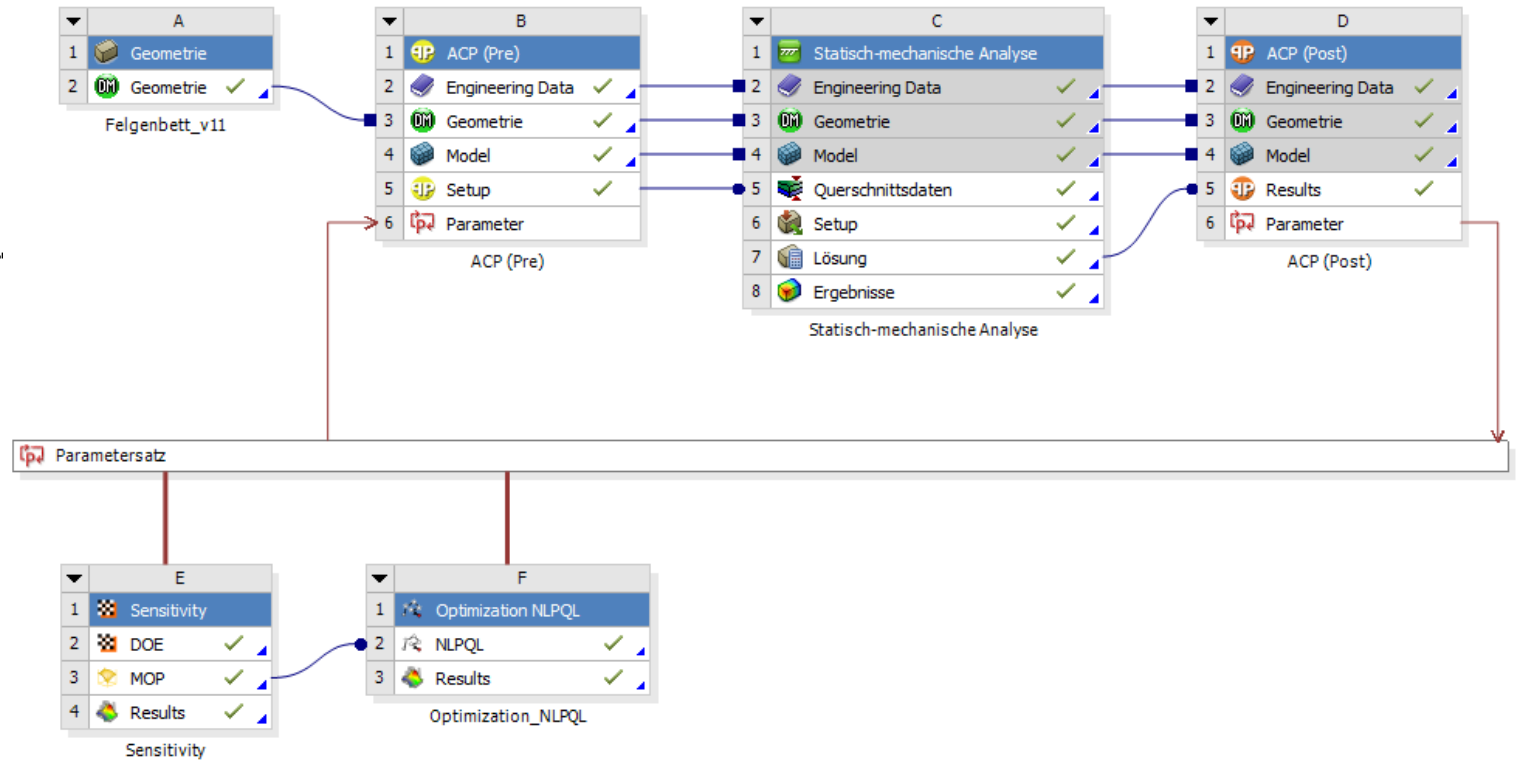 A
1 Geometrie
2 Geometrie
Felgenbett_v11
B
1 ACP (Pre)
2 Engineering Data
3 Geometrie
4 Model
5 Setup
6 Parameter
ACP (Pre)
C
1 Statisch-mechanische Analyse
2 Engineering Data
3 Geometrie
4 Model
5 Querschnittsdaten
6 Setup
7 Lösung
8 Ergebnisse
Statisch-mechanische Analyse
D
1 ACP (Post)
2 Engineering Data
3 Geometrie
4 Model
5 Results
6 Parameter
ACP (Post)
Parametersatz
E
1 Sensitivity
2 DOE
3 MOP
4 Results
Sensitivity
F
1 Optimization NLPQL
2 NLPQL
3 Results
Optimization_NLPQL